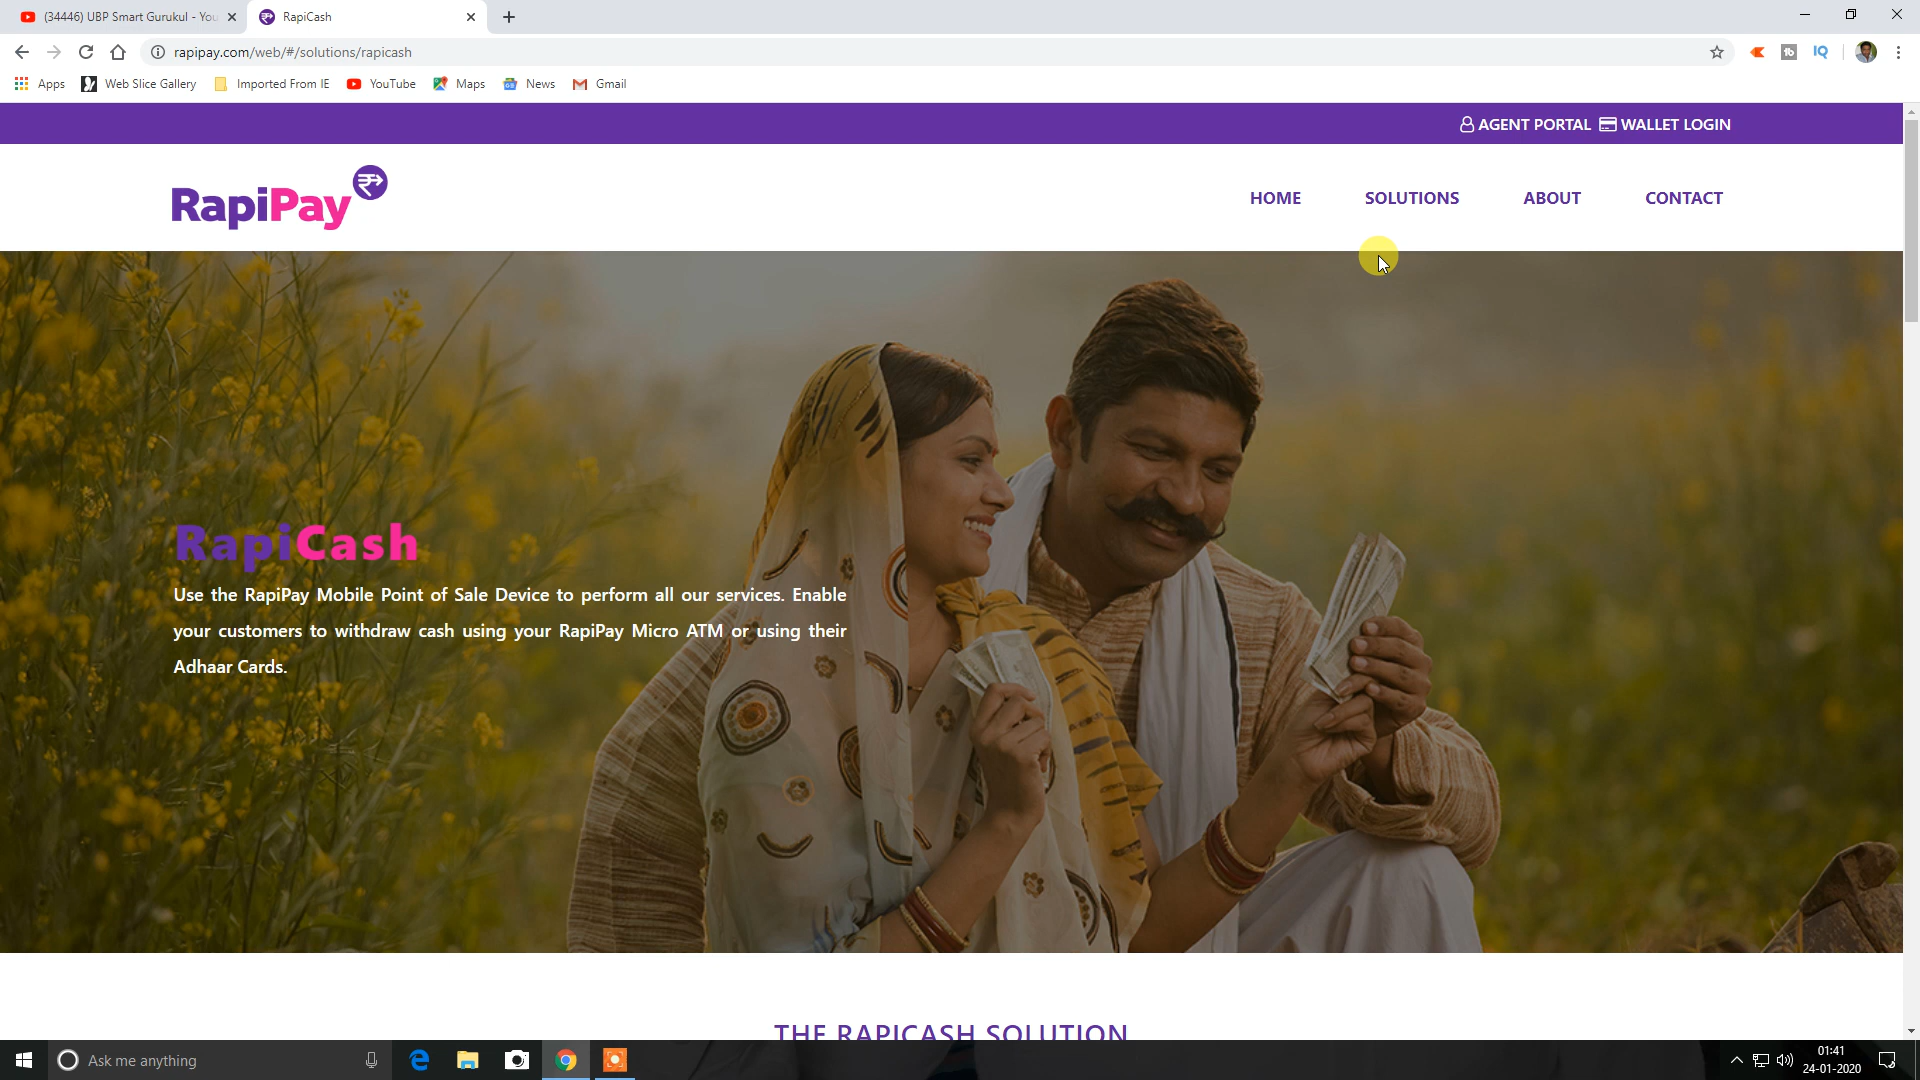 (34446) UBP Smart Gurukul - You
RapiCash
rapipay.com/web/#/solutions/rapicash
Apps
Web Slice Gallery
Imported From IE
YouTube
Maps
News
Gmail
AGENT PORTAL WALLET LOGIN
RapiPay
HOME SOLUTIONS ABOUT CONTACT
RapiCash
Use the RapiPay Mobile Point of Sale Device to perform all our services. Enable
your customers to withdraw cash using your RapiPay Micro ATM or using their
Adhaar Cards.
THE RAPICASH SOLUTION
Ask me anything
01:41
24-01-2020